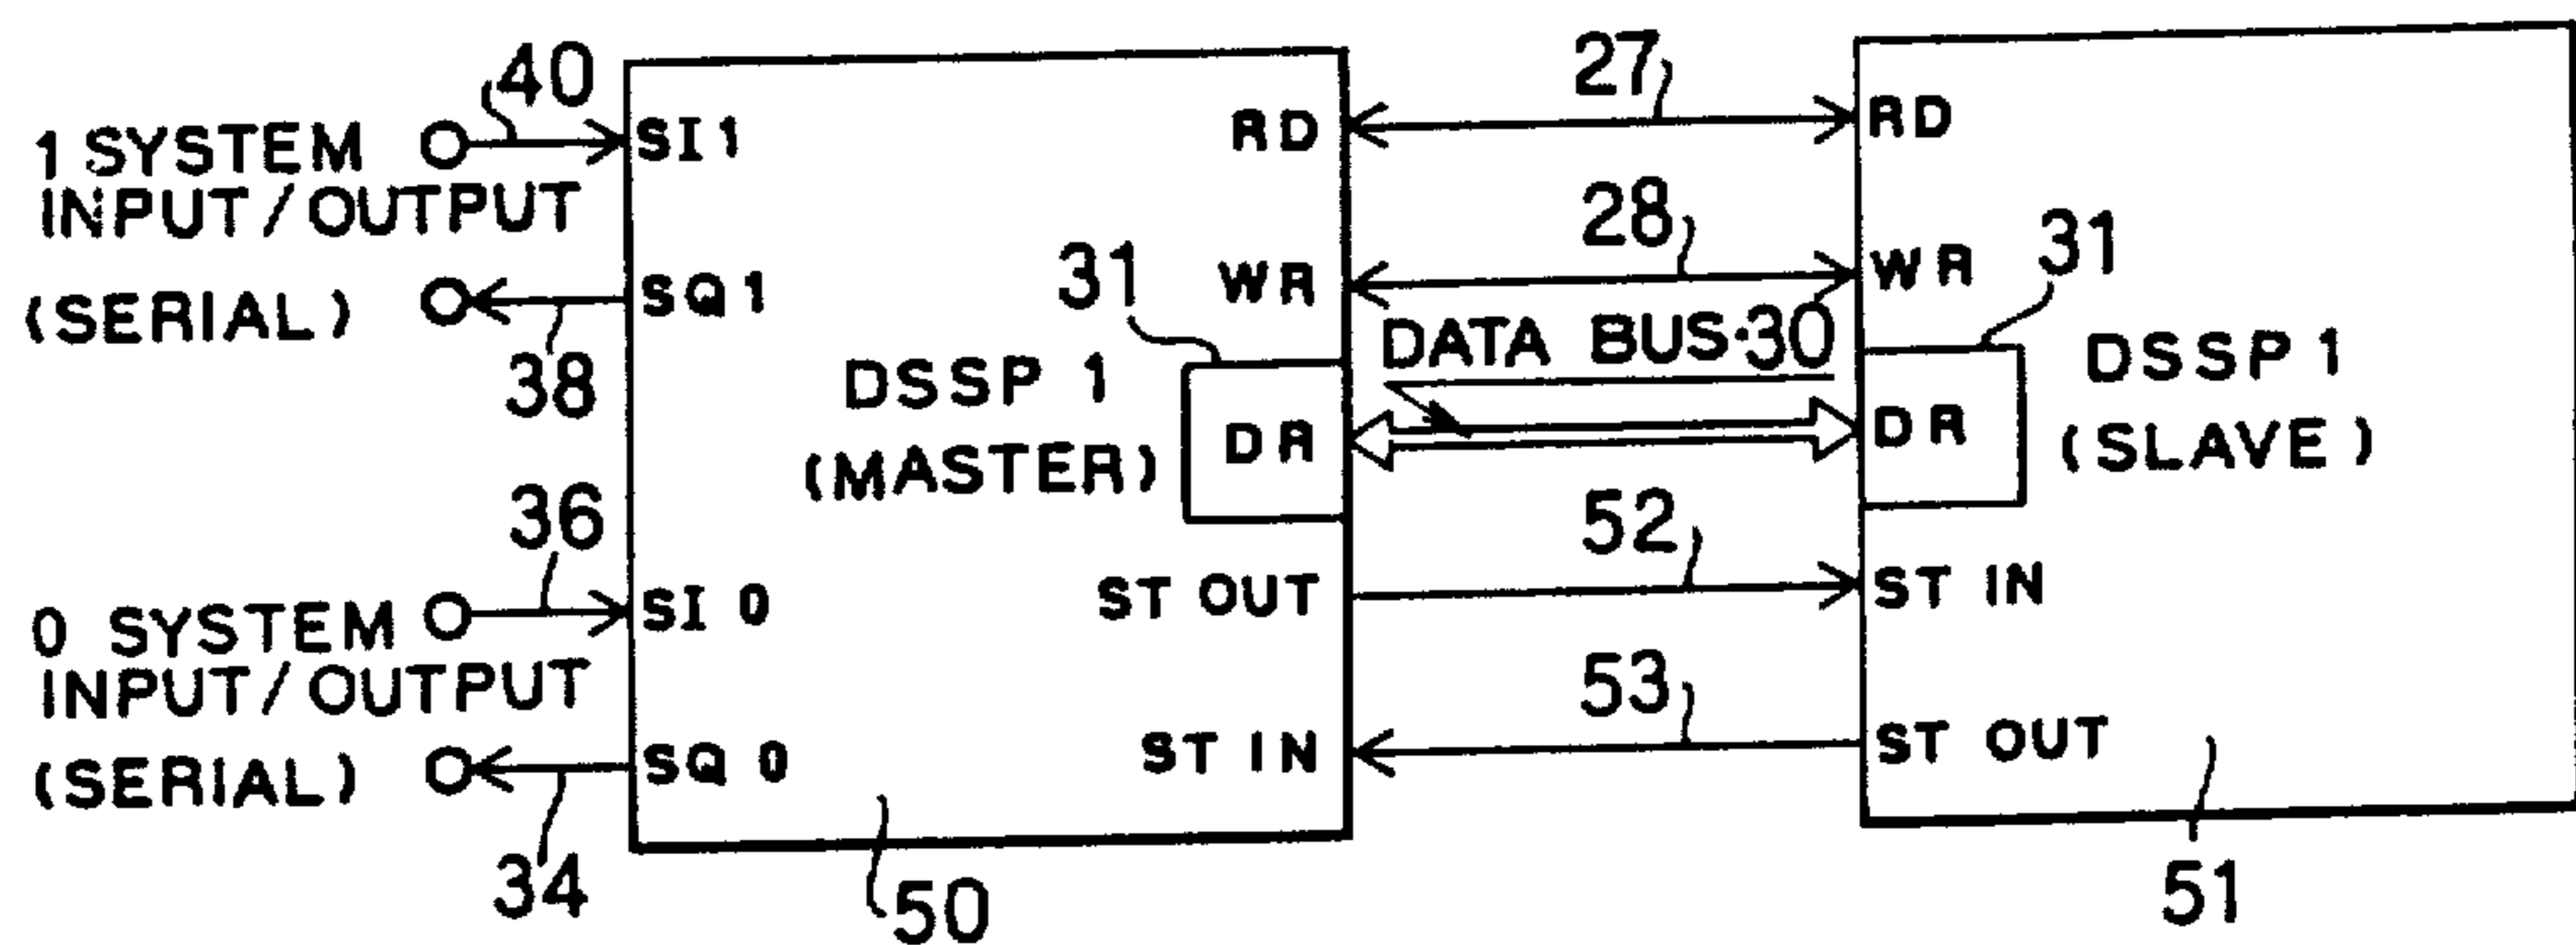 40
1 SYSTEM
INPUT/OUTPUT
(SERIAL)
SI1
SQ1
38
36
0 SYSTEM
INPUT/OUTPUT
(SERIAL)
SI 0
SQ 0
34
50
DSSP 1
(MASTER)
RD
WR
31
DR
ST OUT
ST IN
27
28
DATA BUS·30
52
53
RD
WR
31
DR
DSSP 1
(SLAVE)
ST IN
ST OUT
51